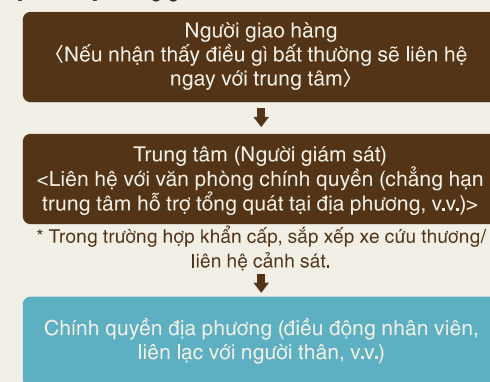 Người giao hàng
〈Nếu nhận thấy điều gì bất thường sẽ liên hệ
ngay với trung tâm〉
Trung tâm (Người giám sát)
<Liên hệ với văn phòng chính quyền (chẳng hạn
trung tâm hỗ trợ tổng quát tại địa phương, v.v.)>
* Trong trường hợp khẩn cấp, sắp xếp xe cứu thương/
liên hệ cảnh sát.
Chính quyền địa phương (điều động nhân viên,
liên lạc với người thân, v.v.)